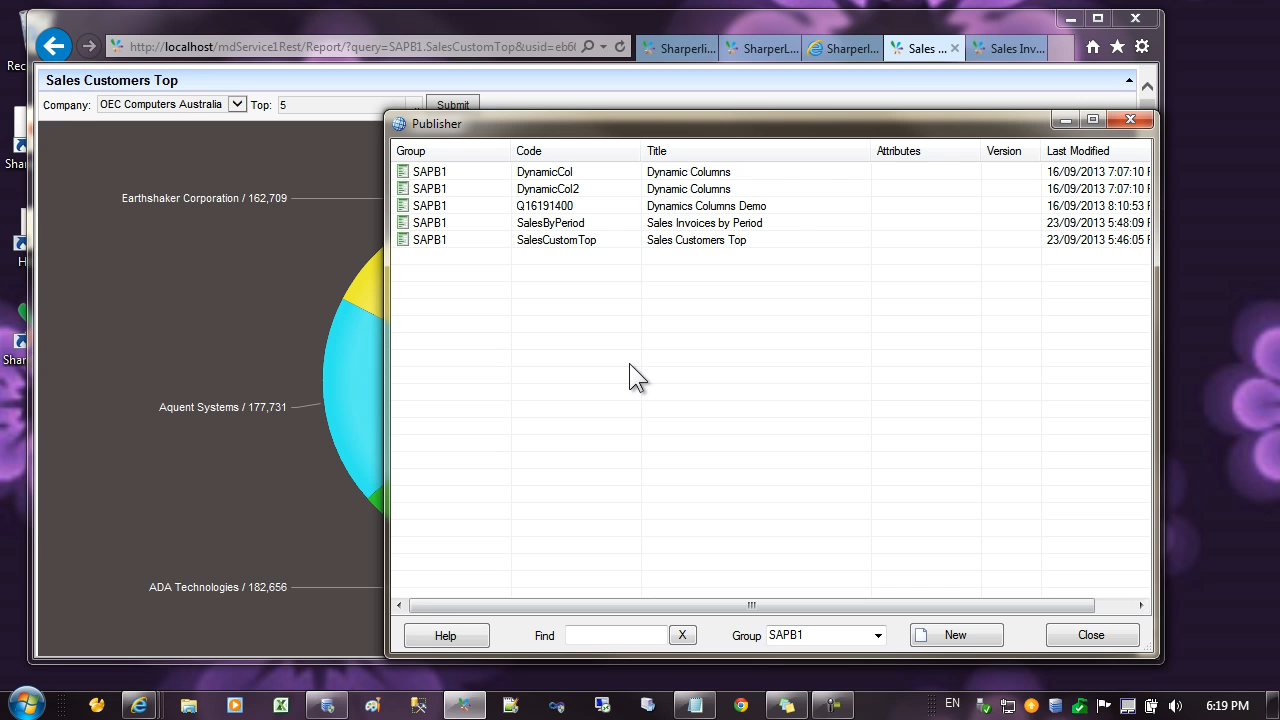 Rec
http://localhost/mdService1Rest/Report/?query=SAPB1.SalesCustomTop&usid=eb6
Sharperli...
SharperL...
Sharperl...
Sales ...
Sales Inv...
Sales Customers Top
Company: OEC Computers Australia Top: 5 Submit
Publisher
Group Code Title Attributes Version Last Modified
SAPB1 DynamicCol Dynamic Columns 16/09/2013 7:07:10
SAPB1 DynamicCol2 Dynamic Columns 16/09/2013 7:07:10
SAPB1 Q16191400 Dynamics Columns Demo 16/09/2013 8:10:53
SAPB1 SalesByPeriod Sales Invoices by Period 23/09/2013 5:48:09
SAPB1 SalesCustomTop Sales Customers Top 23/09/2013 5:46:05
Earthshaker Corporation / 162,709
Aquent Systems / 177,731
ADA Technologies / 182,656
Shar
H
Shar
Help Find X Group SAPB1 New Close
EN 6:19 PM